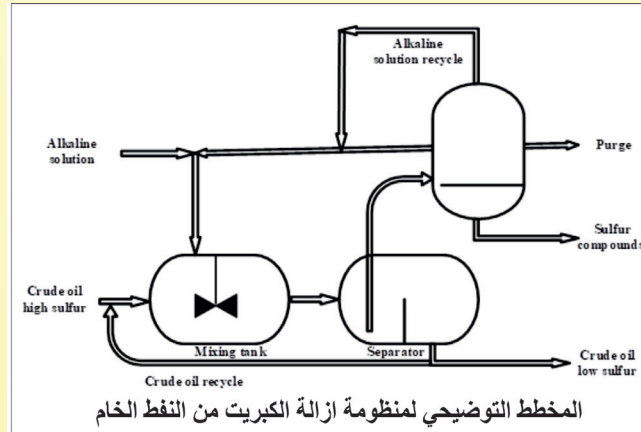 Alkaline
solution recycle
Alkaline
solution
Purge
Sulfur
compounds
Crude oil
high sulfur
Mixing tank
Separator
Crude oil
low sulfur
Crude oil recycle
المخطط التوضيحي لمنظومة ازالة الكبريت من النفط الخام